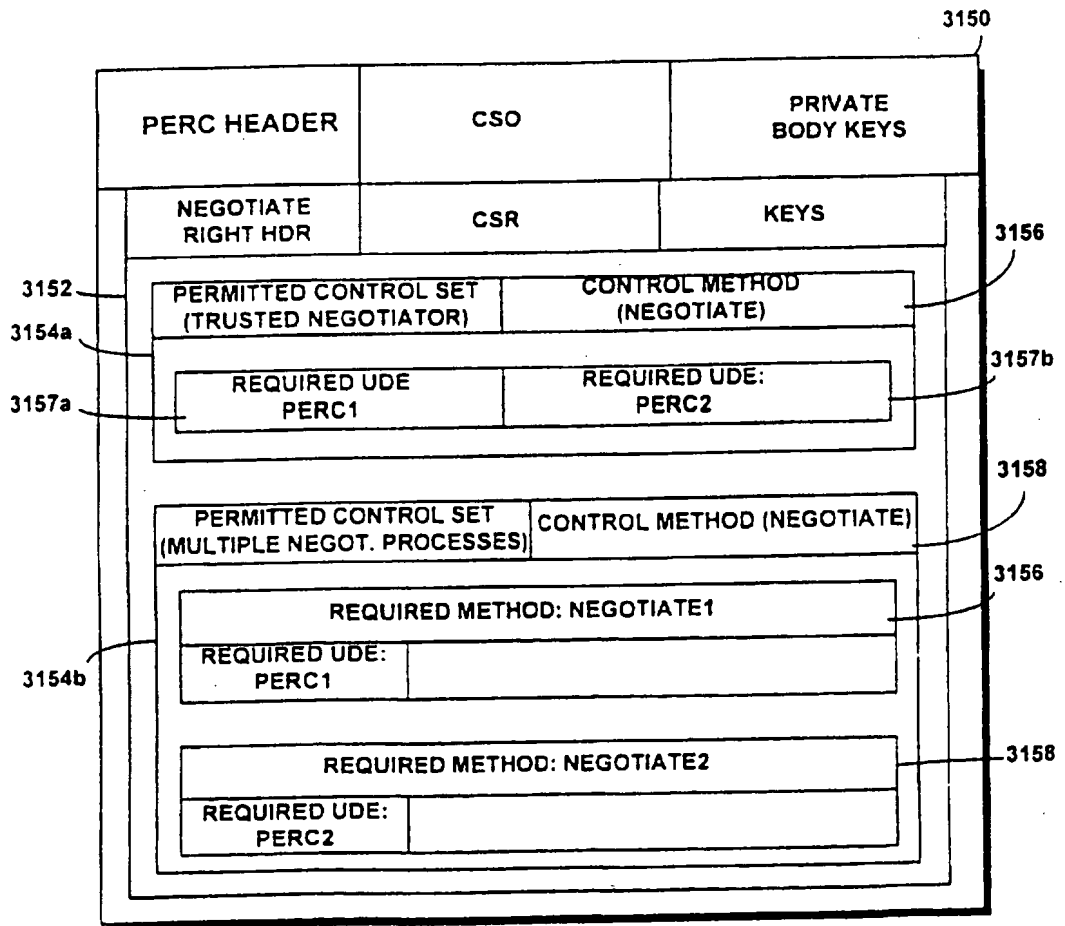 3150
PERC HEADER
CSO
PRIVATE
BODY KEYS
NEGOTIATE
RIGHT HDR
CSR
KEYS
3156
3152
PERMITTED CONTROL SET
(TRUSTED NEGOTIATOR)
CONTROL METHOD
(NEGOTIATE)
3154a
REQUIRED UDE
PERC1
REQUIRED UDE:
PERC2
3157b
3157a
3158
PERMITTED CONTROL SET
(MULTIPLE NEGOT. PROCESSES)
CONTROL METHOD (NEGOTIATE)
3156
REQUIRED METHOD: NEGOTIATE1
REQUIRED UDE:
PERC1
3154b
REQUIRED METHOD: NEGOTIATE2
3158
REQUIRED UDE:
PERC2